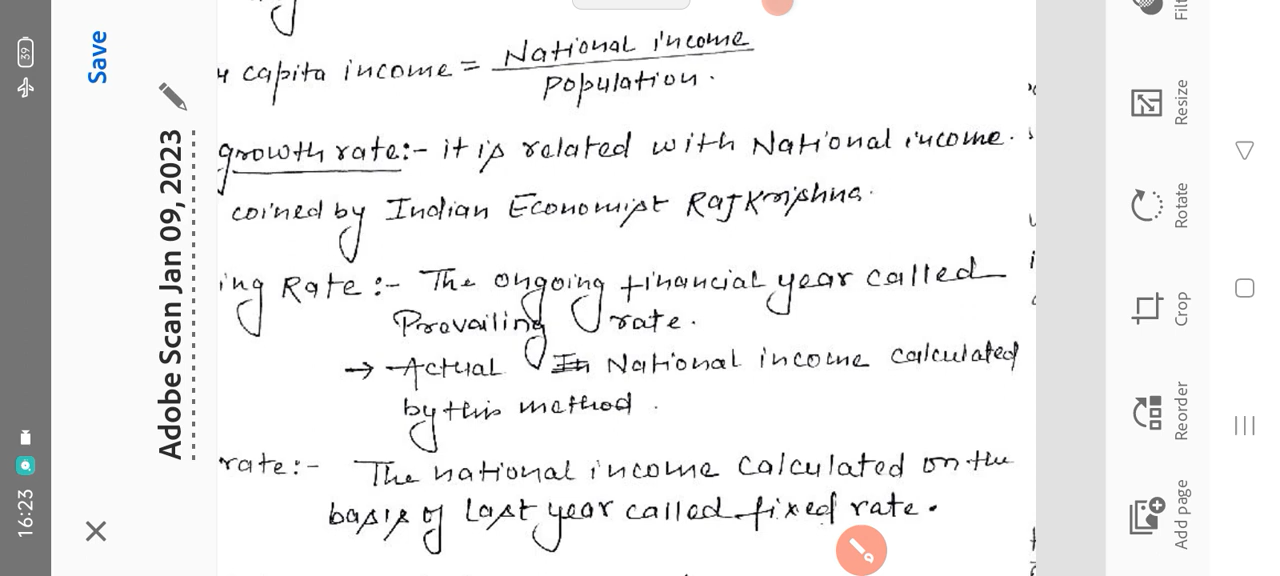 capita income = National income
Population.
growth rate:- it is related with National income.
coined by Indian Economist Rajkrishna.
ing Rate :- The ongoing financial year called
Prevailing rate.
→ Actual In National income calculated
by this method.
rate:- The national income calculated on the
basis of last year called fixed rate.
Save
Adobe Scan Jan 09, 2023
16:23
39
Filt
Resize
Rotate
Crop
Reorder
Add page